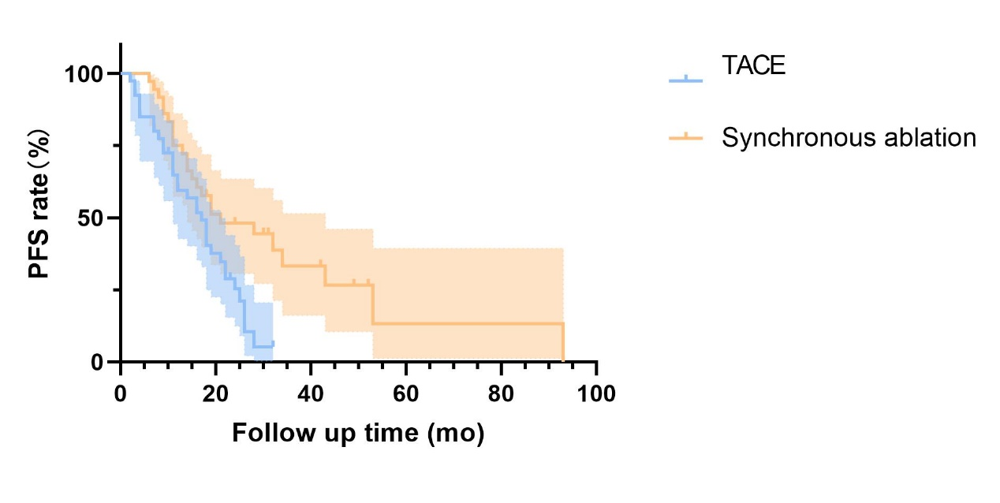 TACE
Synchronous ablation
PFS rate（%）
100
50
0
0 20 40 60 80 100
Follow up time (mo)